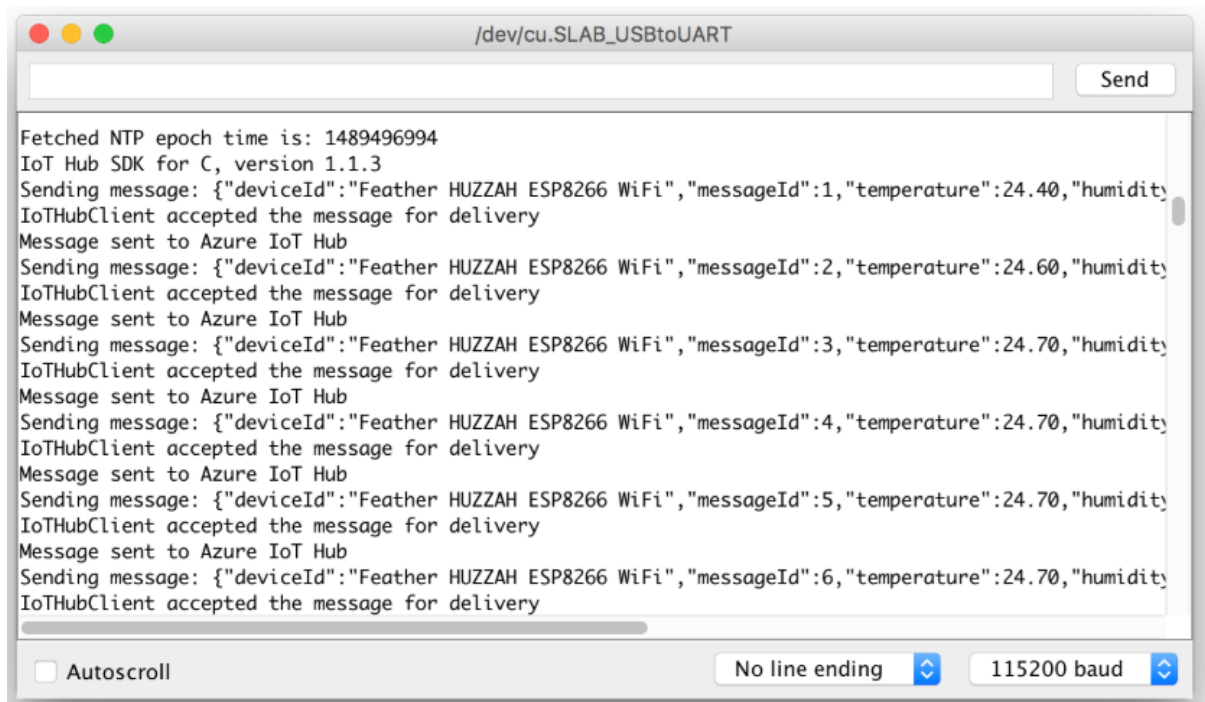 /dev/cu.SLAB_USBtoUART
Send
Fetched NTP epoch time is: 1489496994
IoT Hub SDK for C, version 1.1.3
Sending message: {"deviceId":"Feather HUZZAH ESP8266 WiFi","messageId":1,"temperature":24.40,"humidity
IoTHubClient accepted the message for delivery
Message sent to Azure IoT Hub
Sending message: {"deviceId":"Feather HUZZAH ESP8266 WiFi","messageId":2,"temperature":24.60,"humidity
IoTHubClient accepted the message for delivery
Message sent to Azure IoT Hub
Sending message: {"deviceId":"Feather HUZZAH ESP8266 WiFi","messageId":3,"temperature":24.70,"humidity
IoTHubClient accepted the message for delivery
Message sent to Azure IoT Hub
Sending message: {"deviceId":"Feather HUZZAH ESP8266 WiFi","messageId":4,"temperature":24.70,"humidity
IoTHubClient accepted the message for delivery
Message sent to Azure IoT Hub
Sending message: {"deviceId":"Feather HUZZAH ESP8266 WiFi","messageId":5,"temperature":24.70,"humidity
IoTHubClient accepted the message for delivery
Message sent to Azure IoT Hub
Sending message: {"deviceId":"Feather HUZZAH ESP8266 WiFi","messageId":6,"temperature":24.70,"humidity
IoTHubClient accepted the message for delivery
Autoscroll
No line ending
115200 baud